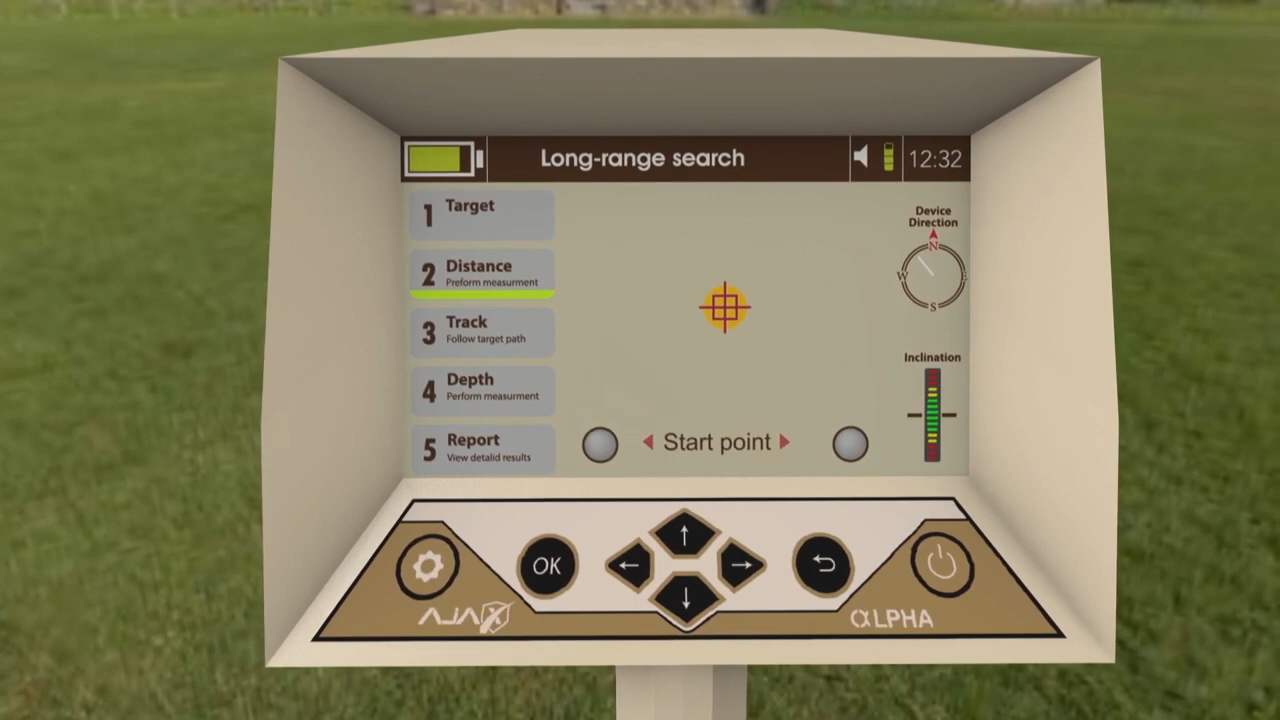 Long-range search
12:32
1 Target
2 Distance
Preform measurment
3 Track
Follow target path
4 Depth
Perform measurment
5 Report
View detalid results
Start point
Device
Direction
N
W
S
Inclination
OK
AJAX
αLPHA